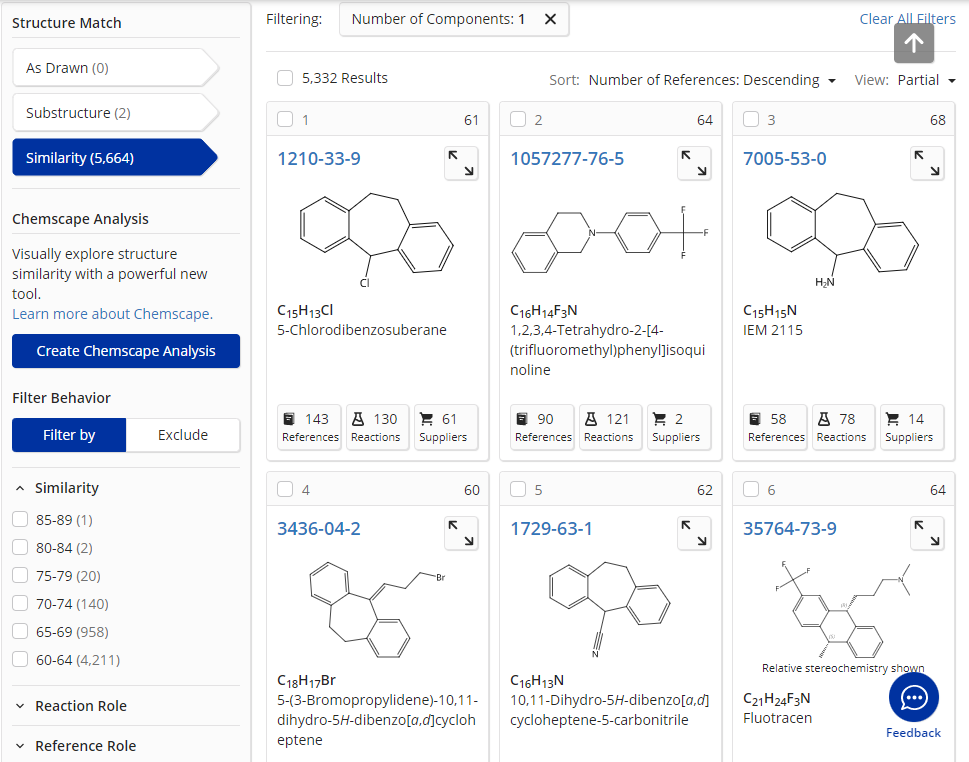 Structure Match
As Drawn (0)
Substructure (2)
Similarity (5,664)
Chemscape Analysis
Visually explore structure
similarity with a powerful new
tool.
Learn more about Chemscape.
Create Chemscape Analysis
Filter Behavior
Filter by
Exclude
Similarity
85-89 (1)
80-84 (2)
75-79 (20)
70-74 (140)
65-69 (958)
60-64 (4,211)
Reaction Role
Reference Role
Filtering:
Number of Components: 1
Clear All Filters
5,332 Results
Sort: Number of References: Descending
View: Partial
1
61
1210-33-9
Cl
C₁₅H₁₃Cl
5-Chlorodibenzosuberane
143
References
130
Reactions
61
Suppliers
2
64
1057277-76-5
N
F
F
F
C₁₆H₁₄F₃N
1,2,3,4-Tetrahydro-2-[4-
(trifluoromethyl)phenyl]isoqui
noline
90
References
121
Reactions
2
Suppliers
3
68
7005-53-0
H₂N
C₁₅H₁₅N
IEM 2115
58
References
78
Reactions
14
Suppliers
4
60
3436-04-2
Br
C₁₈H₁₇Br
5-(3-Bromopropylidene)-10,11-
dihydro-5H-dibenzo[a,d]cycloh
eptene
5
62
1729-63-1
N
C₁₆H₁₃N
10,11-Dihydro-5H-dibenzo[a,d]
cycloheptene-5-carbonitrile
6
64
35764-73-9
F
F
F
N
(S)
Relative stereochemistry shown
C₂₁H₂₄F₃N
Fluotracen
Feedback